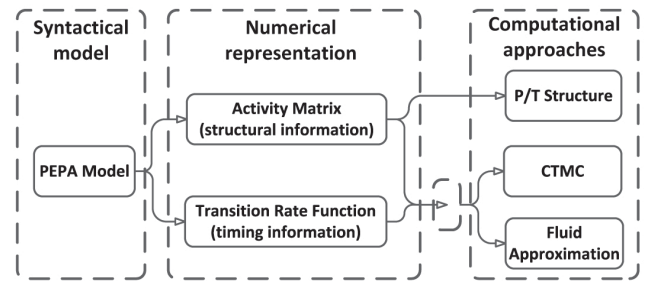 Syntactical
model
Numerical
representation
Computational
approaches
PEPA Model
Activity Matrix
(structural information)
Transition Rate Function
(timing information)
P/T Structure
CTMC
Fluid
Approximation